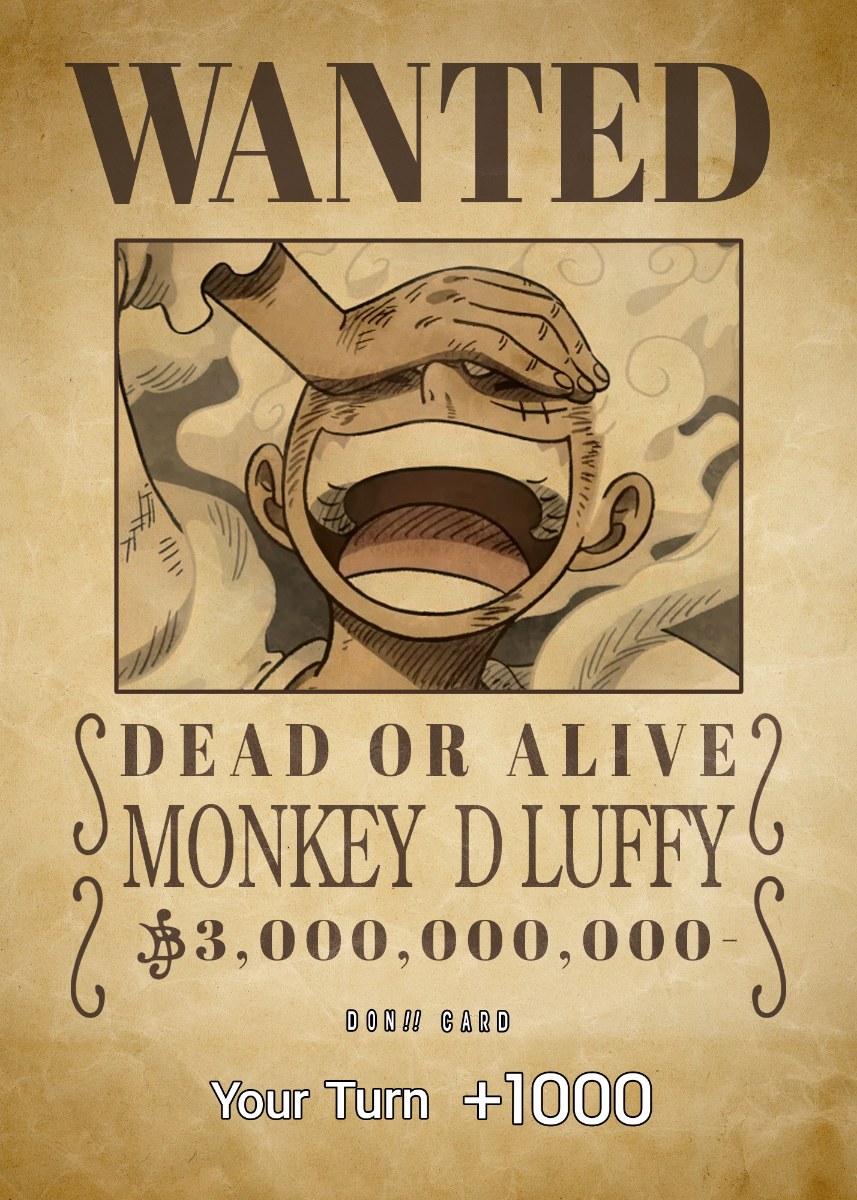 WANTED
DEAD OR ALIVE
MONKEY D LUFFY
฿3,000,000,000-
DON!! CARD
Your Turn +1000